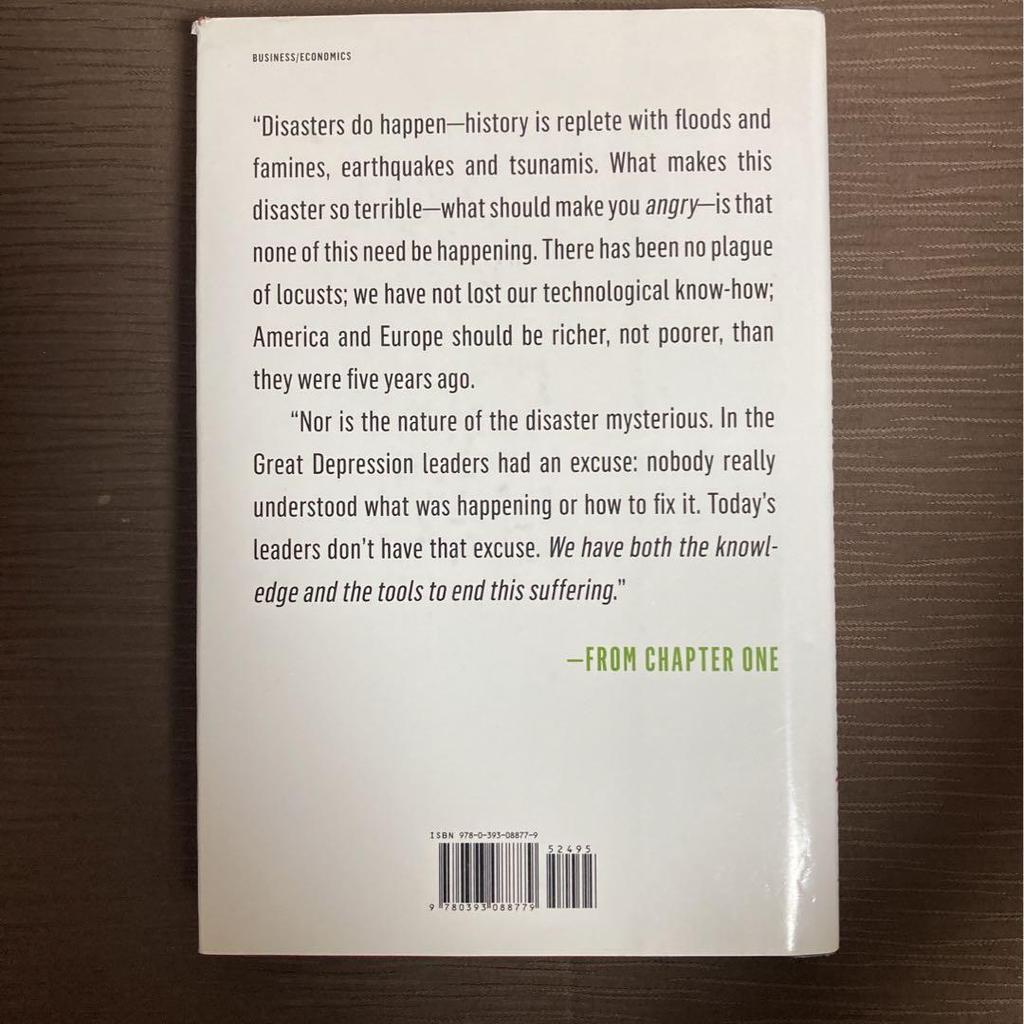 BUSINESS/ECONOMICS
“Disasters do happen—history is replete with floods and
famines, earthquakes and tsunamis. What makes this
disaster so terrible—what should make you angry—is that
none of this need be happening. There has been no plague
of locusts; we have not lost our technological know-how;
America and Europe should be richer, not poorer, than
they were five years ago.
“Nor is the nature of the disaster mysterious. In the
Great Depression leaders had an excuse: nobody really
understood what was happening or how to fix it. Today’s
leaders don’t have that excuse. We have both the knowl-
edge and the tools to end this suffering.”
—FROM CHAPTER ONE
ISBN 978-0-393-08877-9
52495
9 780393 088779